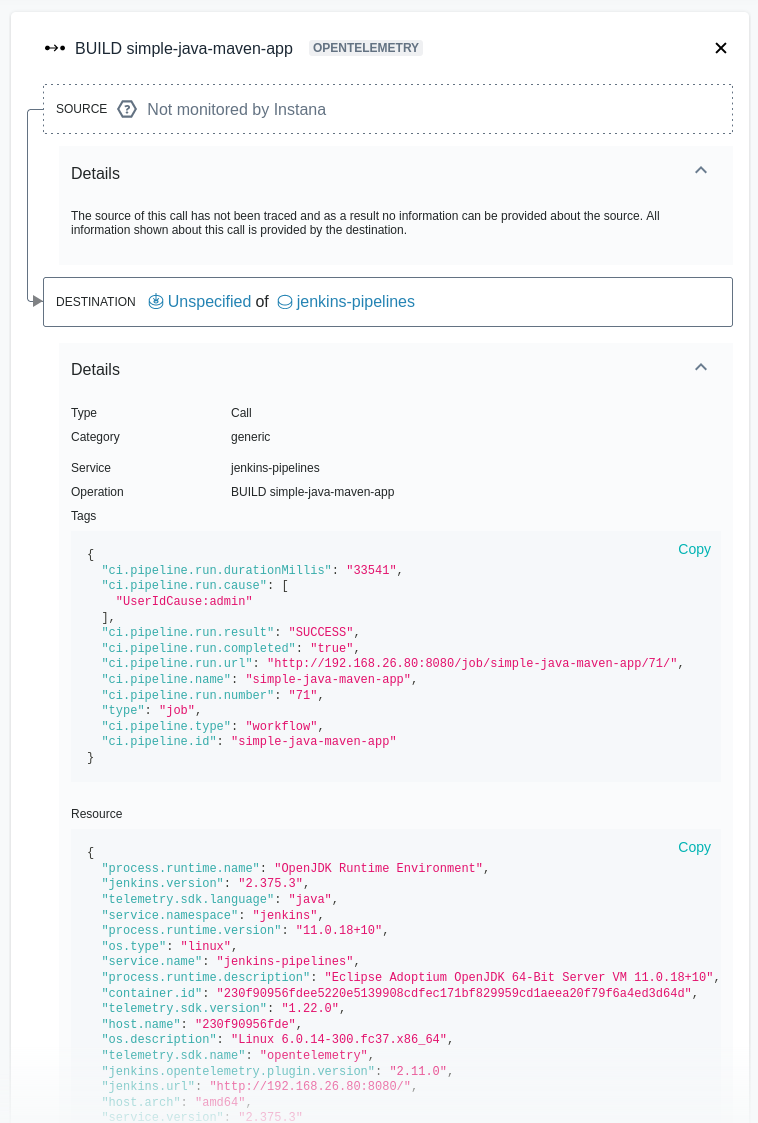 BUILD simple-java-maven-app OPENTELEMETRY
SOURCE Not monitored by Instana
Details
The source of this call has not been traced and as a result no information can be provided about the source. All
information shown about this call is provided by the destination.
DESTINATION Unspecified of jenkins-pipelines
Details
Type Call
Category generic
Service jenkins-pipelines
Operation BUILD simple-java-maven-app
Tags
Copy
{
"ci.pipeline.run.durationMillis": "33541",
"ci.pipeline.run.cause": [
"UserIdCause:admin"
],
"ci.pipeline.run.result": "SUCCESS",
"ci.pipeline.run.completed": "true",
"ci.pipeline.run.url": "http://192.168.26.80:8080/job/simple-java-maven-app/71/",
"ci.pipeline.name": "simple-java-maven-app",
"ci.pipeline.run.number": "71",
"type": "job",
"ci.pipeline.type": "workflow",
"ci.pipeline.id": "simple-java-maven-app"
}
Resource
Copy
{
"process.runtime.name": "OpenJDK Runtime Environment",
"jenkins.version": "2.375.3",
"telemetry.sdk.language": "java",
"service.namespace": "jenkins",
"process.runtime.version": "11.0.18+10",
"os.type": "linux",
"service.name": "jenkins-pipelines",
"process.runtime.description": "Eclipse Adoptium OpenJDK 64-Bit Server VM 11.0.18+10",
"container.id": "230f90956fdee5220e5139908cdfec171bf829959cd1aeea20f79f6a4ed3d64d",
"telemetry.sdk.version": "1.22.0",
"host.name": "230f90956fde",
"os.description": "Linux 6.0.14-300.fc37.x86_64",
"telemetry.sdk.name": "opentelemetry",
"jenkins.opentelemetry.plugin.version": "2.11.0",
"jenkins.url": "http://192.168.26.80:8080/",
"host.arch": "amd64",
"service.version": "2.375.3"